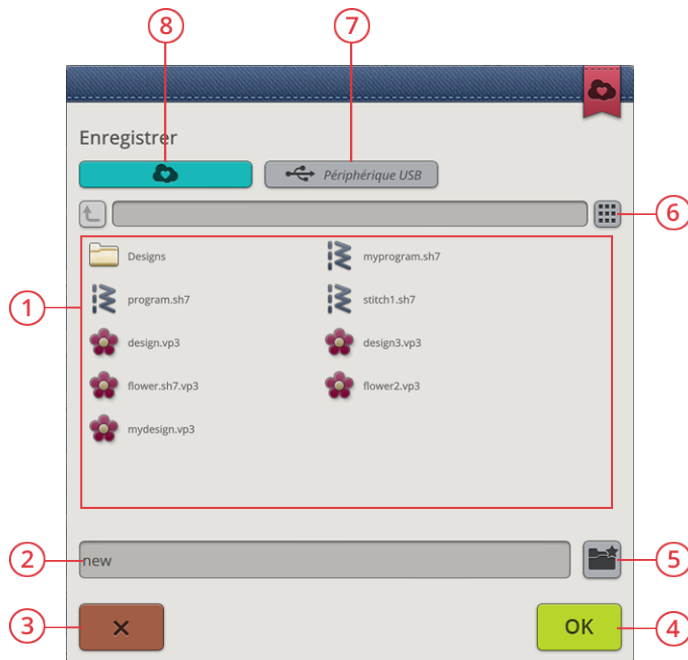 8 7
Enregistrer
Périphérique USB
6
Designs myprogram.sh7
1
program.sh7 stitch1.sh7
design.vp3 design3.vp3
flower.sh7.vp3 flower2.vp3
mydesign.vp3
2 new 5
3 OK 4